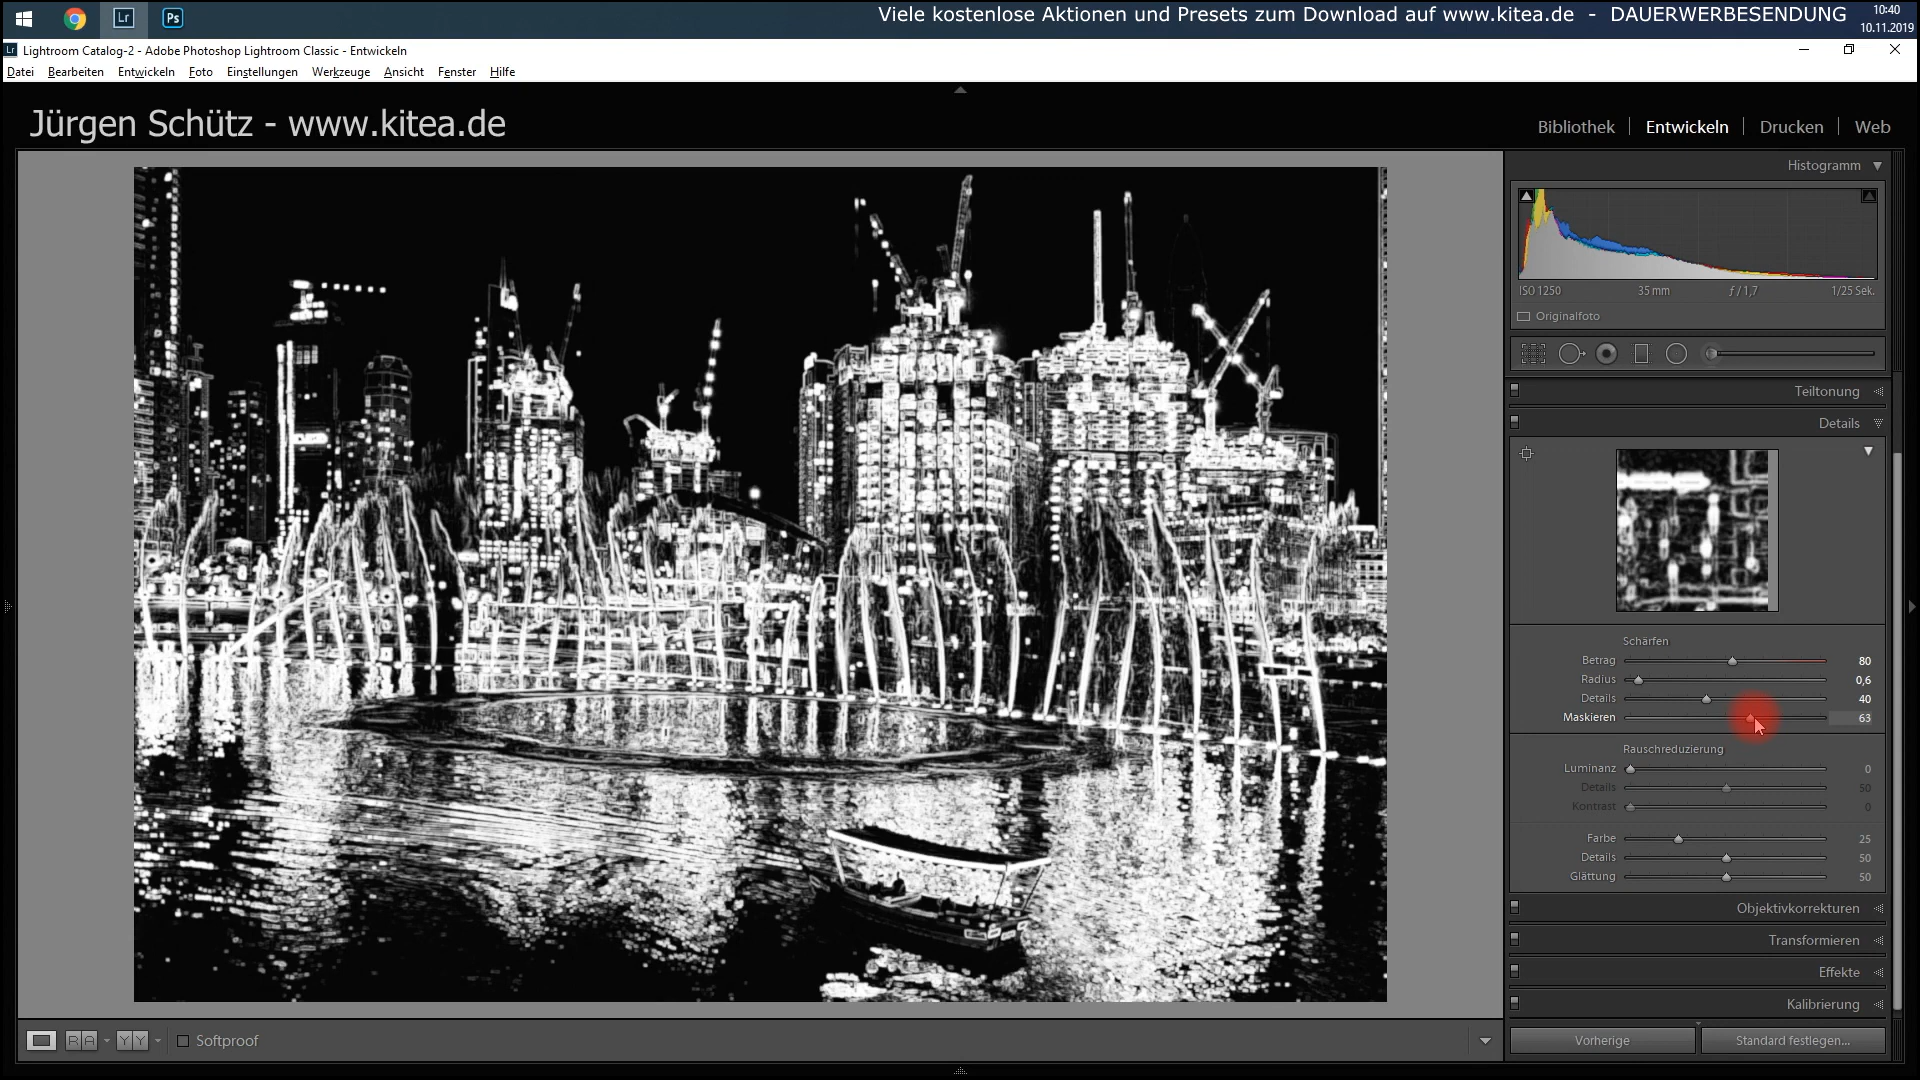 Lr
Ps
Viele kostenlose Aktionen und Presets zum Download auf www.kitea.de - DAUERWERBESENDUNG
10:40
10.11.2019
Lr Lightroom Catalog-2 - Adobe Photoshop Lightroom Classic - Entwickeln
Datei Bearbeiten Entwickeln Foto Einstellungen Werkzeuge Ansicht Fenster Hilfe
Jürgen Schütz - www.kitea.de
Bibliothek | Entwickeln | Drucken | Web
Histogramm
ISO 1250 35 mm ƒ / 1,7 1/25 Sek.
Originalfoto
Teiltonung
Details
Schärfen
Betrag 80
Radius 0,6
Details 40
Maskieren 63
Rauschreduzierung
Luminanz 0
Details 50
Kontrast 0
Farbe 25
Details 50
Glättung 50
Objektivkorrekturen
Transformieren
Effekte
Kalibrierung
R A Y Y Softproof
Vorherige Standard festlegen...